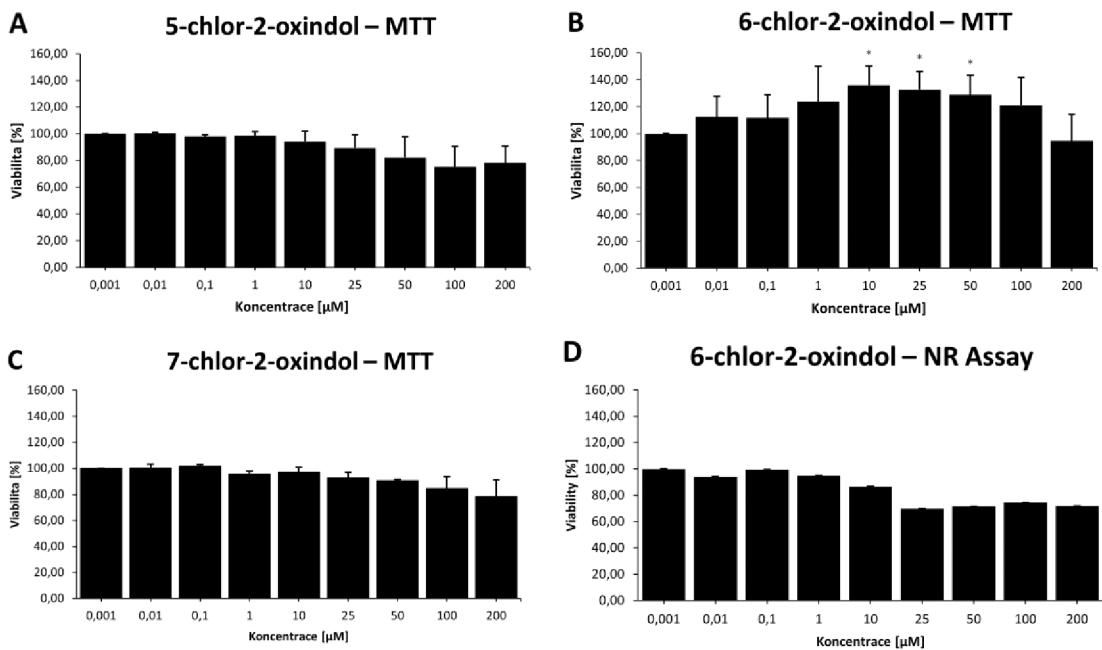 A
5-chlor-2-oxindol – MTT
160,00
140,00
120,00
100,00
80,00
60,00
40,00
20,00
0,00
Viabilita [%]
0,001 0,01 0,1 1 10 25 50 100 200
Koncentrace [µM]
B
6-chlor-2-oxindol – MTT
160,00
140,00
120,00
100,00
80,00
60,00
40,00
20,00
0,00
Viabilita [%]
* * *
0,001 0,01 0,1 1 10 25 50 100 200
Koncentrace [µM]
C
7-chlor-2-oxindol – MTT
160,00
140,00
120,00
100,00
80,00
60,00
40,00
20,00
0,00
Viabilita [%]
0,001 0,01 0,1 1 10 25 50 100 200
Koncentrace [µM]
D
6-chlor-2-oxindol – NR Assay
160,00
140,00
120,00
100,00
80,00
60,00
40,00
20,00
0,00
Viability [%]
0,001 0,01 0,1 1 10 25 50 100 200
Koncentrace [µM]